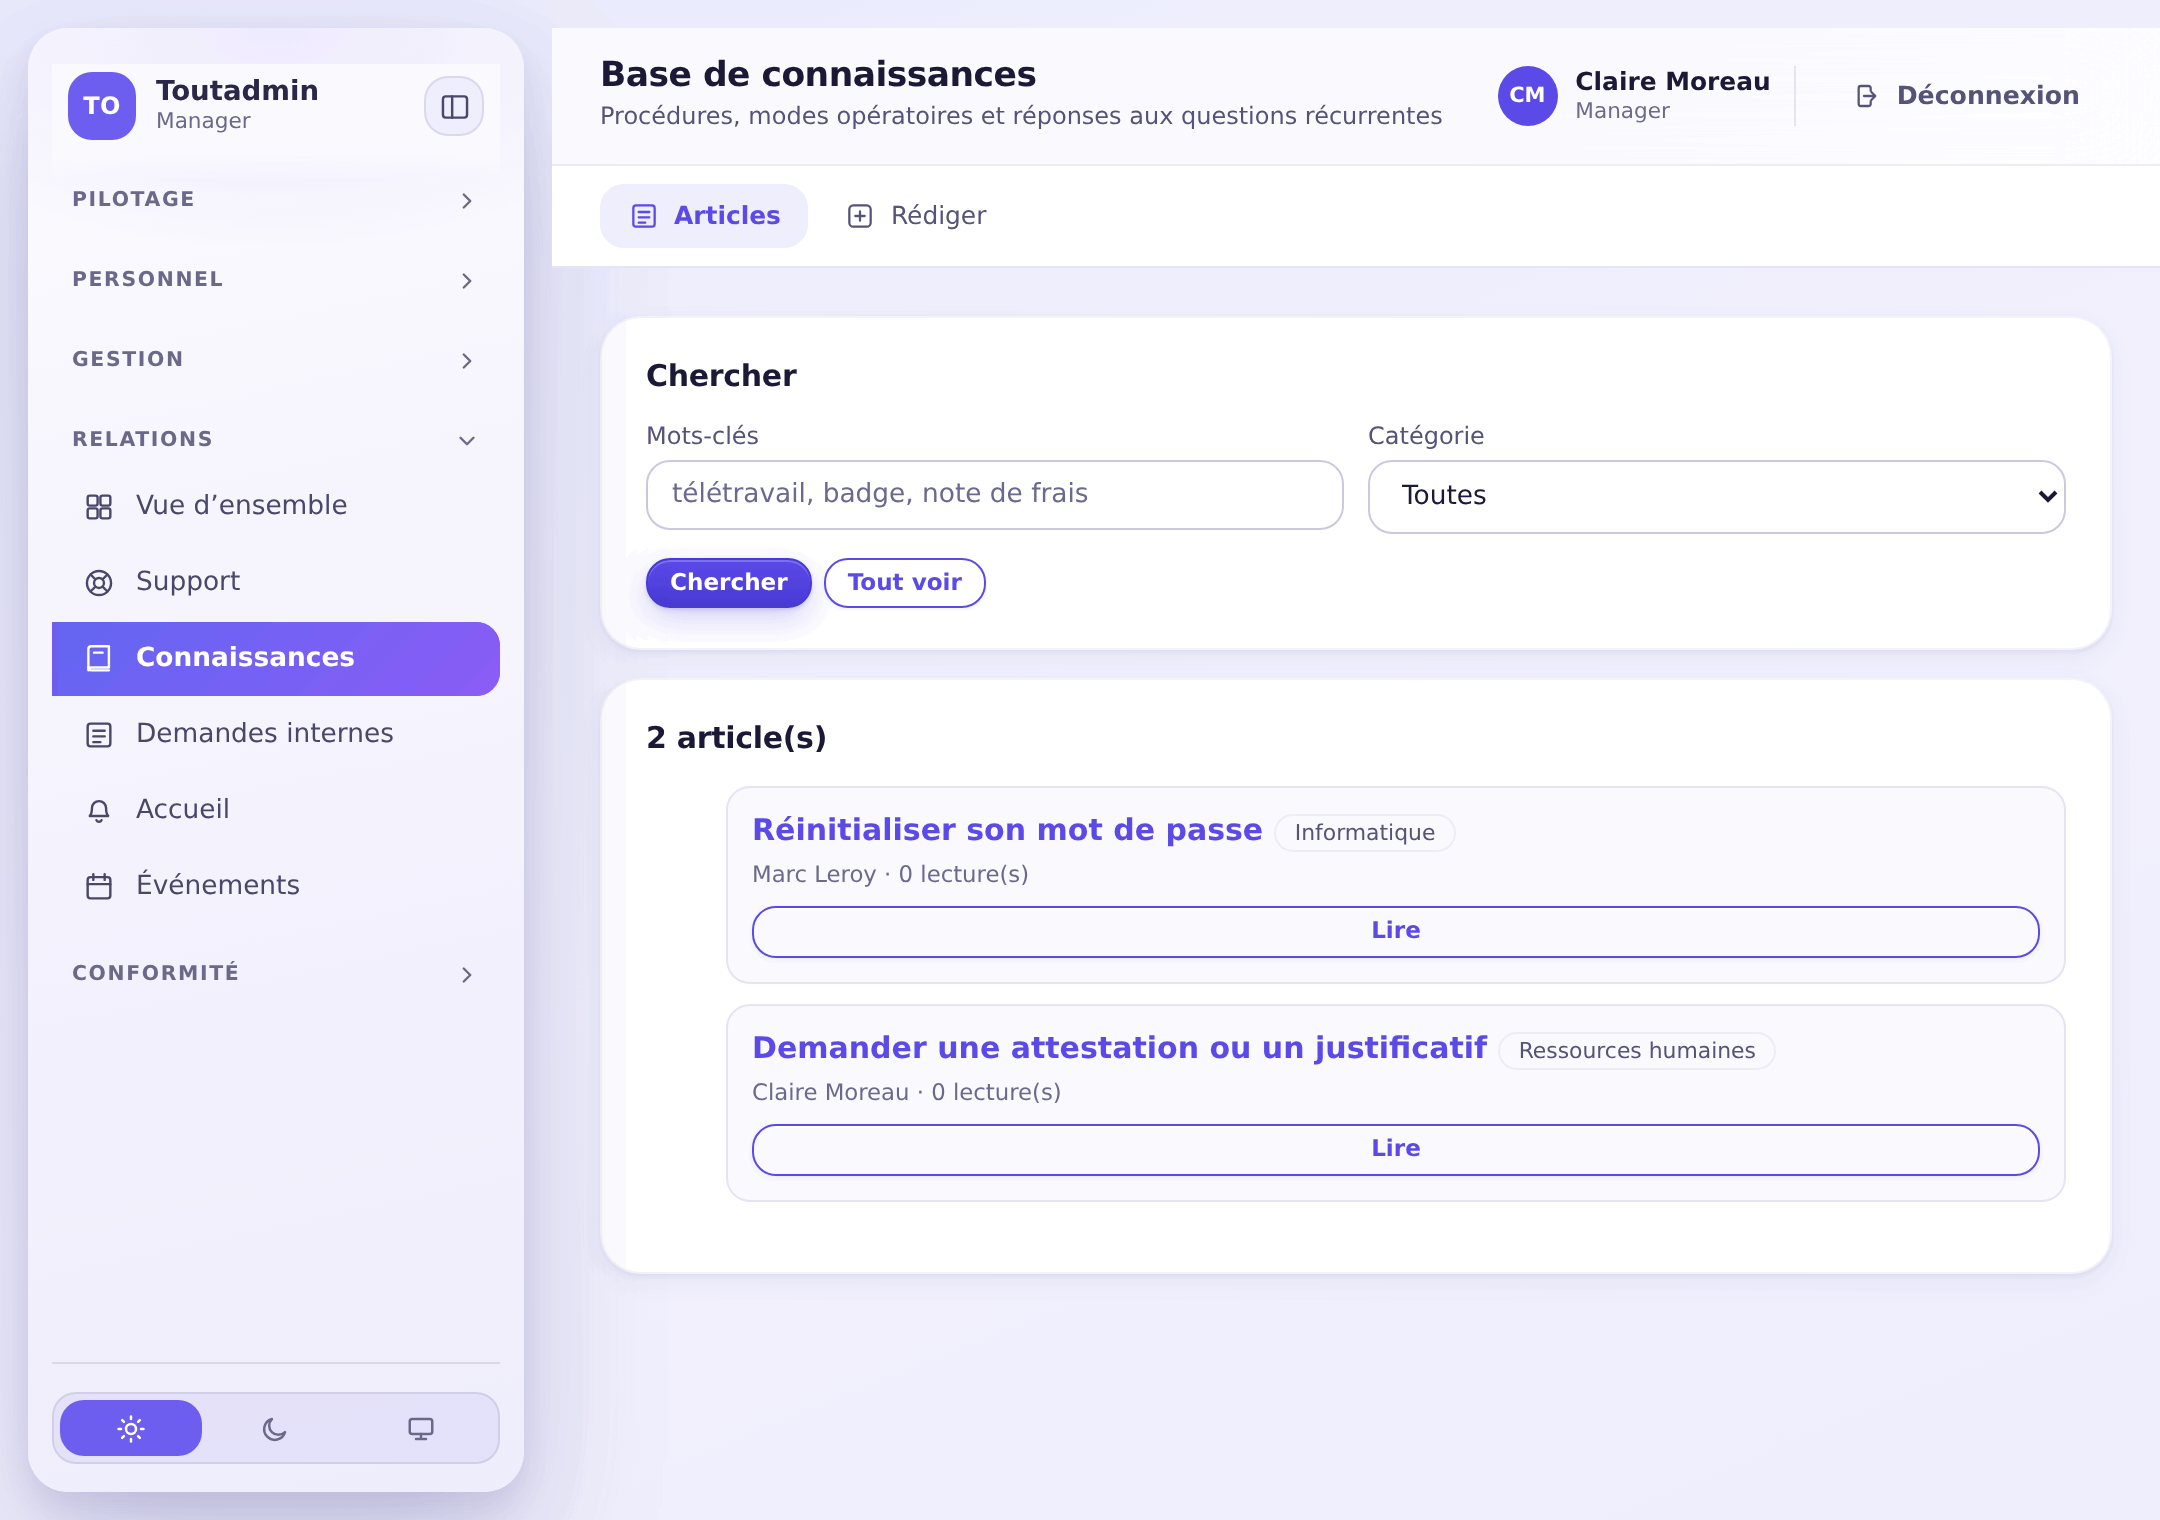 TO
Toutadmin
Manager
PILOTAGE
PERSONNEL
GESTION
RELATIONS
Vue d’ensemble
Support
Connaissances
Demandes internes
Accueil
Événements
CONFORMITÉ
Base de connaissances
Procédures, modes opératoires et réponses aux questions récurrentes
CM
Claire Moreau
Manager
Déconnexion
Articles
Rédiger
Chercher
Mots-clés
Catégorie
télétravail, badge, note de frais
Toutes
Chercher
Tout voir
2 article(s)
Réinitialiser son mot de passe
Informatique
Marc Leroy · 0 lecture(s)
Lire
Demander une attestation ou un justificatif
Ressources humaines
Claire Moreau · 0 lecture(s)
Lire